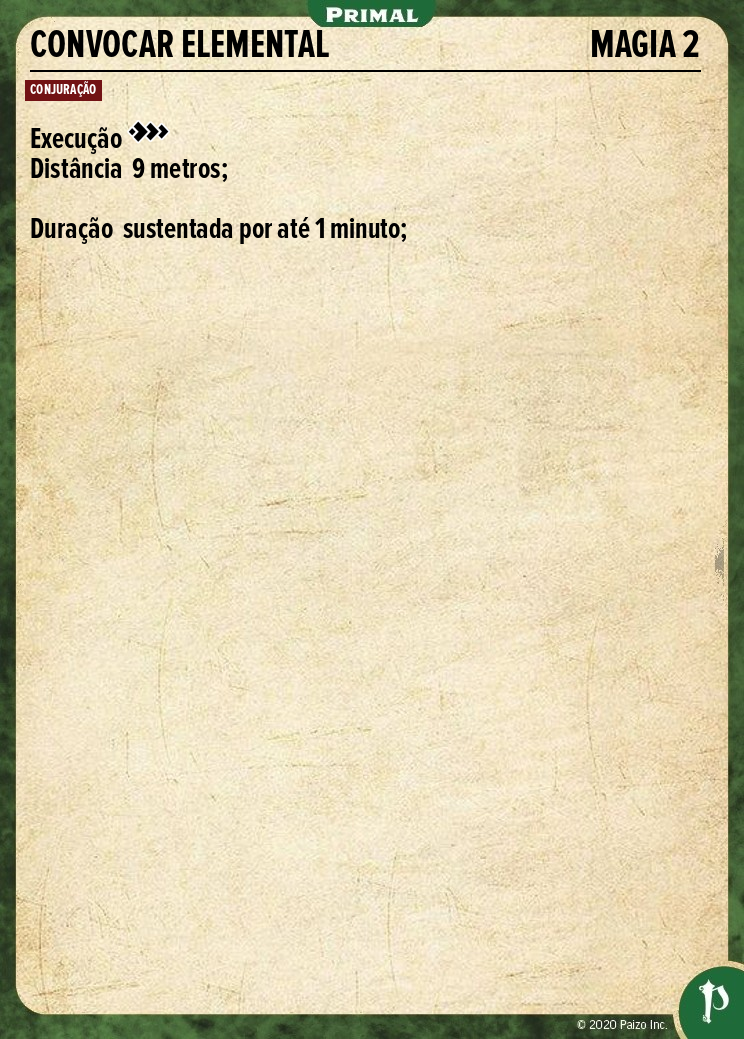 PRIMAL
CONVOCAR ELEMENTAL MAGIA 2
CONJURAÇÃO
Execução
Distância 9 metros;
Duração sustentada por até 1 minuto;
© 2020 Paizo Inc.